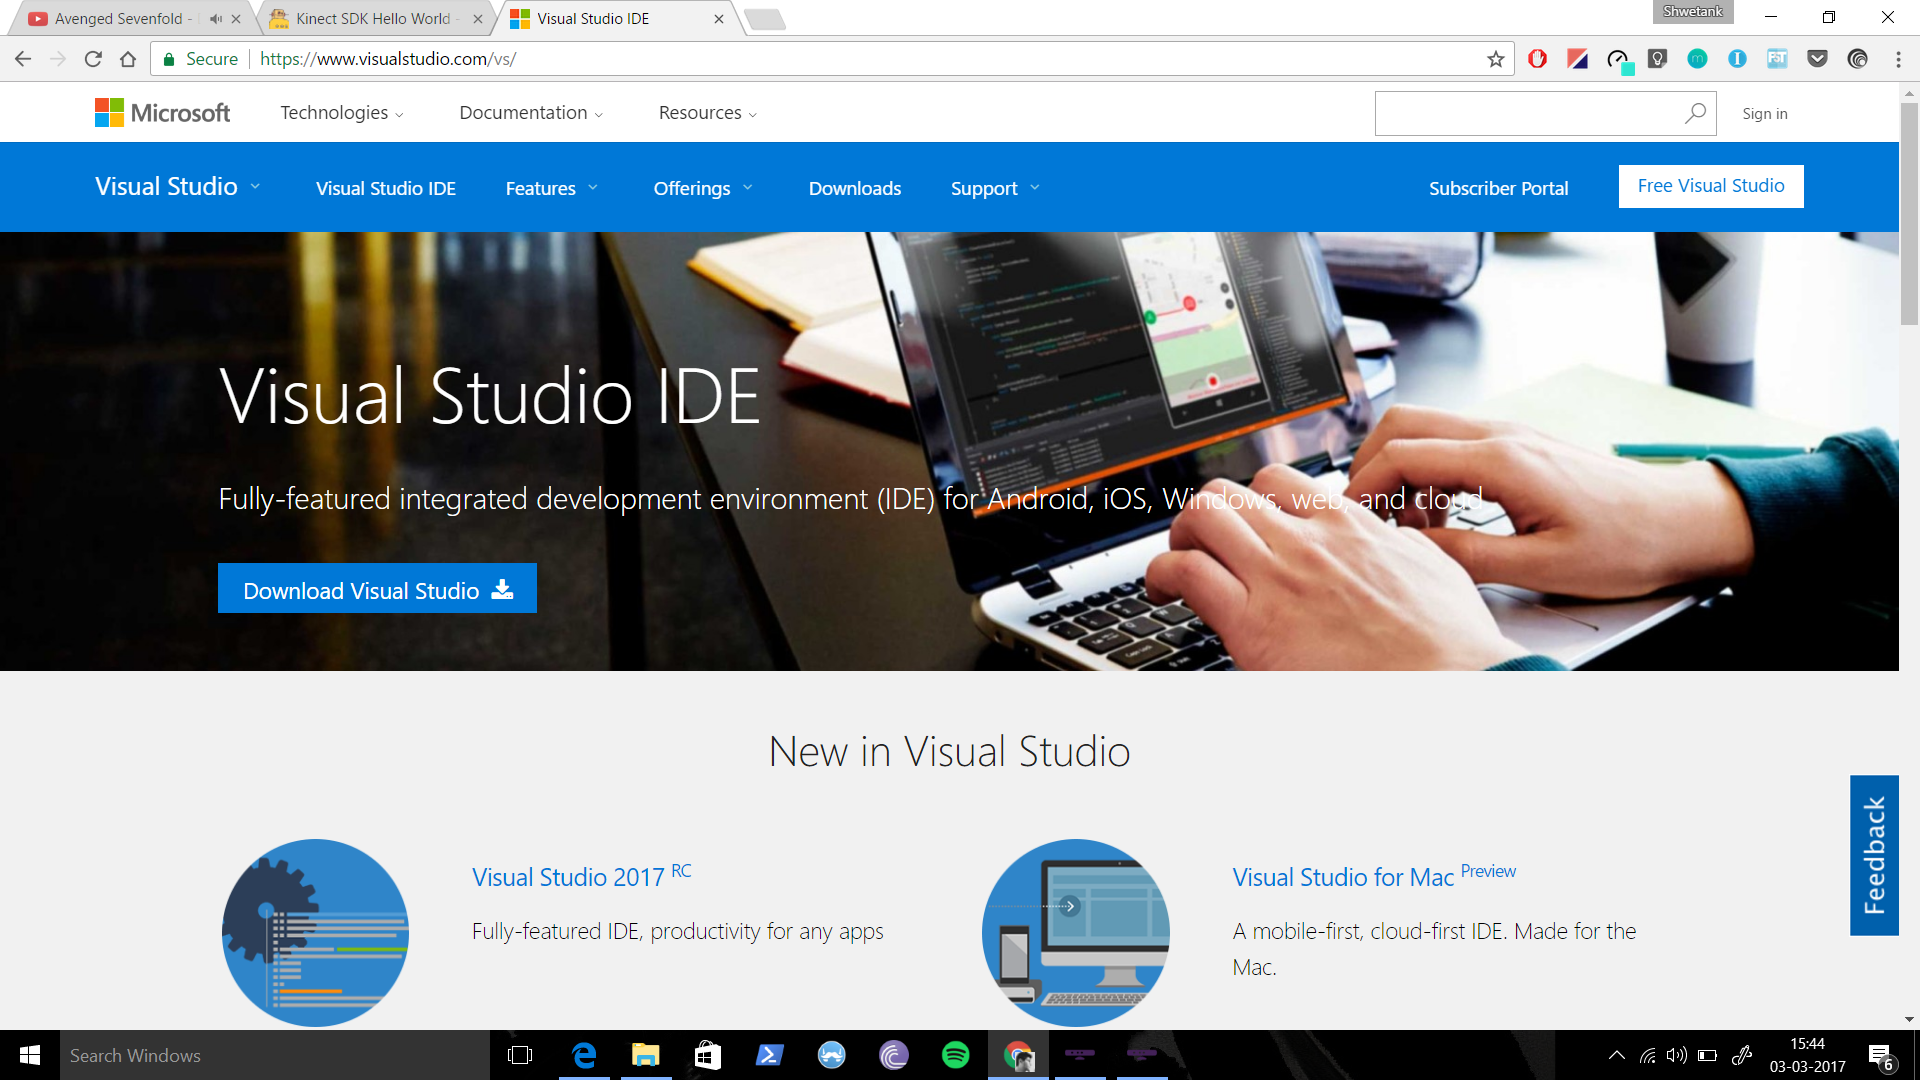 Avenged Sevenfold -
Kinect SDK Hello World -
Visual Studio IDE
Shwetank
Secure
https://www.visualstudio.com/vs/
Microsoft
Technologies
Documentation
Resources
Sign in
Visual Studio
Visual Studio IDE
Features
Offerings
Downloads
Support
Subscriber Portal
Free Visual Studio
Visual Studio IDE
Fully-featured integrated development environment (IDE) for Android, iOS, Windows, web, and cloud
Download Visual Studio
New in Visual Studio
Visual Studio 2017 RC
Fully-featured IDE, productivity for any apps
Visual Studio for Mac Preview
A mobile-first, cloud-first IDE. Made for the
Mac.
Feedback
Search Windows
15:44
03-03-2017
6